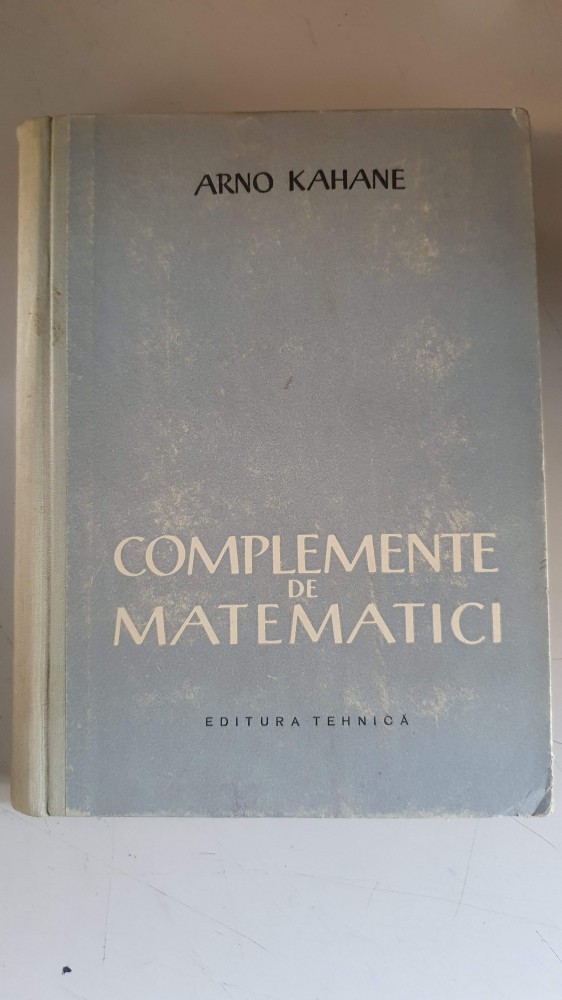 ARNO KAHANE
COMPLEMENTE
DE
MATEMATICI
EDITURA TEHNICĂ